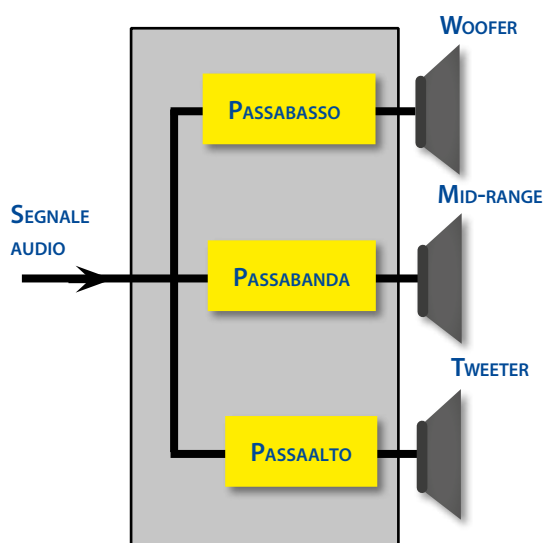 WOOFER
PASSABASSO
MID-RANGE
SEGNALE
AUDIO
PASSABANDA
TWEETER
PASSAALTO